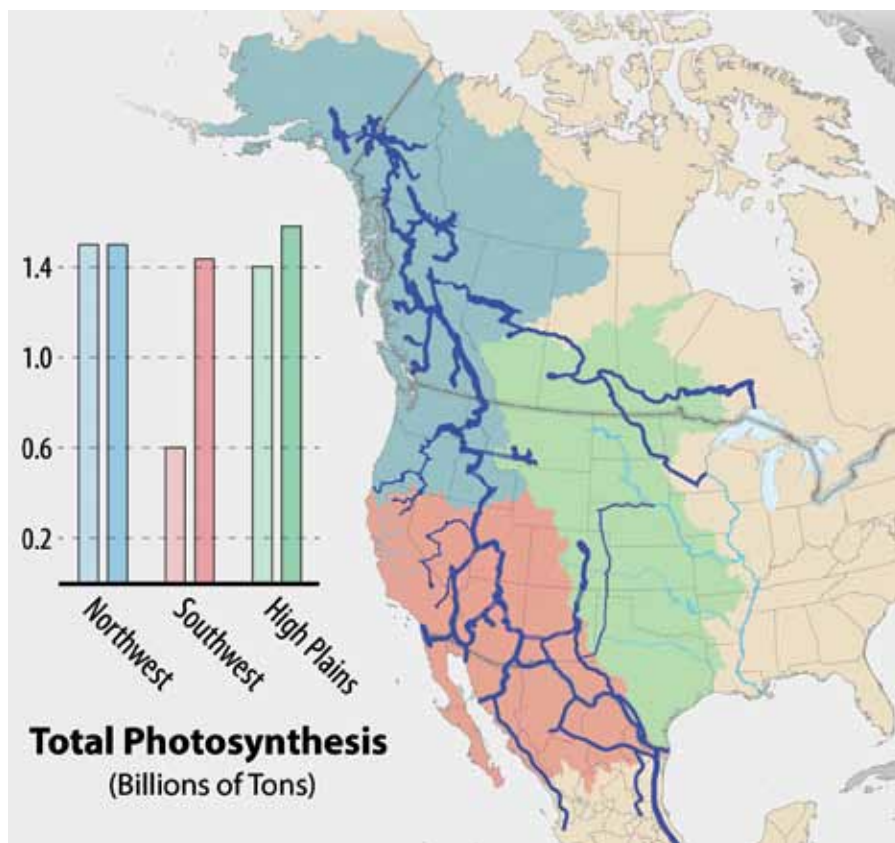 1.4
1.0
0.6
0.2
Northwest
Southwest
High Plains
Total Photosynthesis
(Billions of Tons)